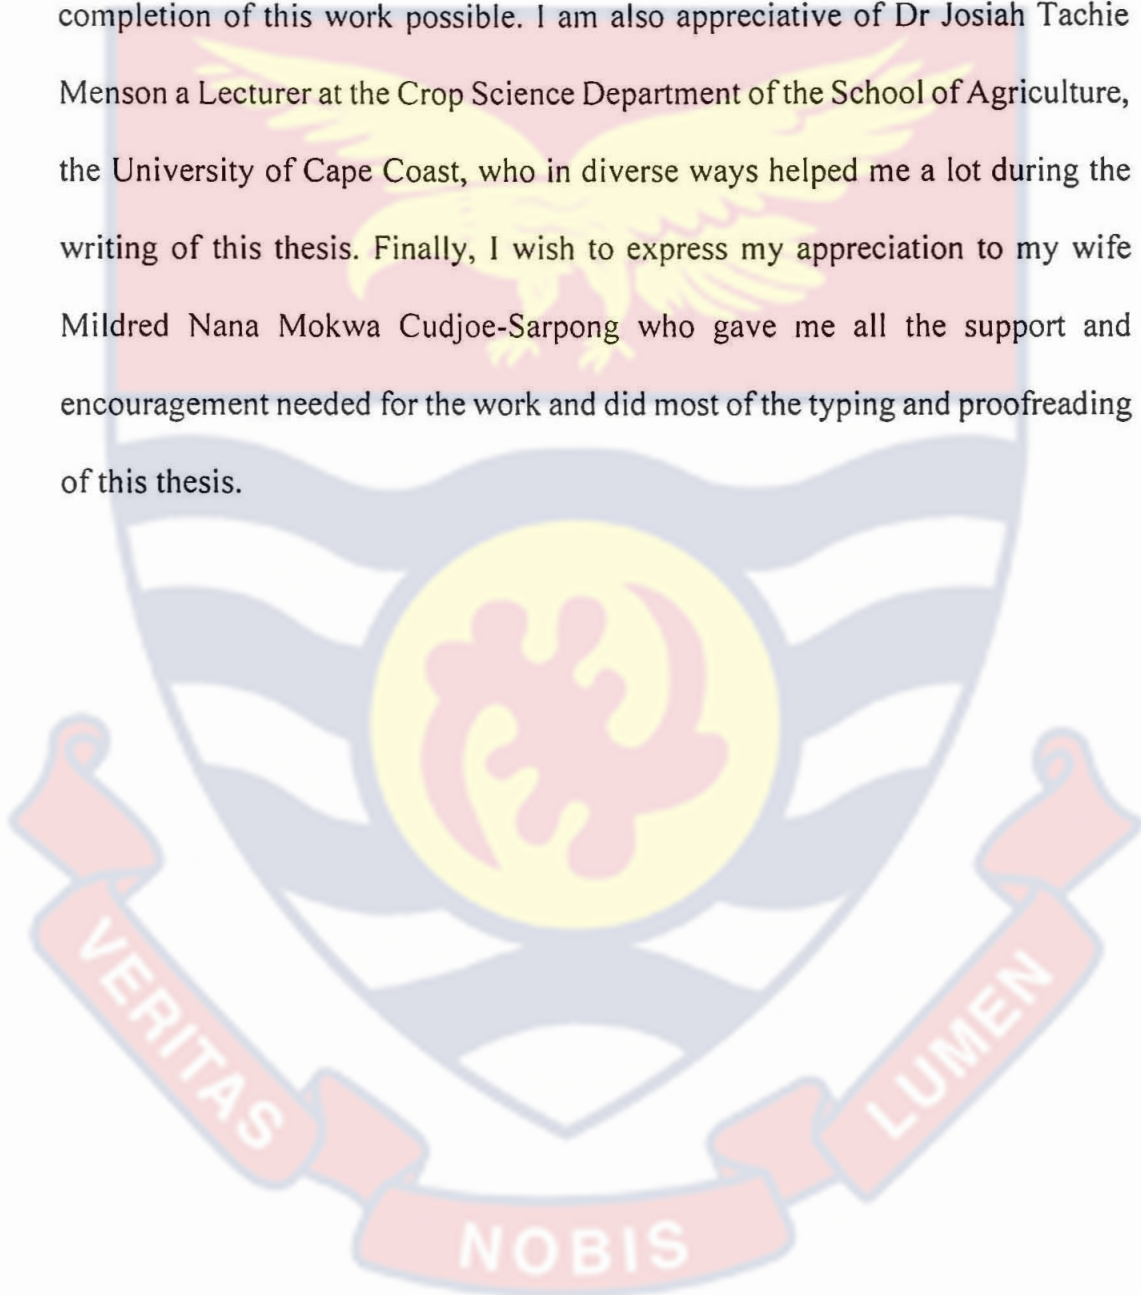 completion of this work possible. I am also appreciative of Dr Josiah Tachie
Menson a Lecturer at the Crop Science Department of the School of Agriculture,
the University of Cape Coast, who in diverse ways helped me a lot during the
writing of this thesis. Finally, I wish to express my appreciation to my wife
Mildred Nana Mokwa Cudjoe-Sarpong who gave me all the support and
encouragement needed for the work and did most of the typing and proofreading
of this thesis.
VERITAS
NOBIS
LUMEN